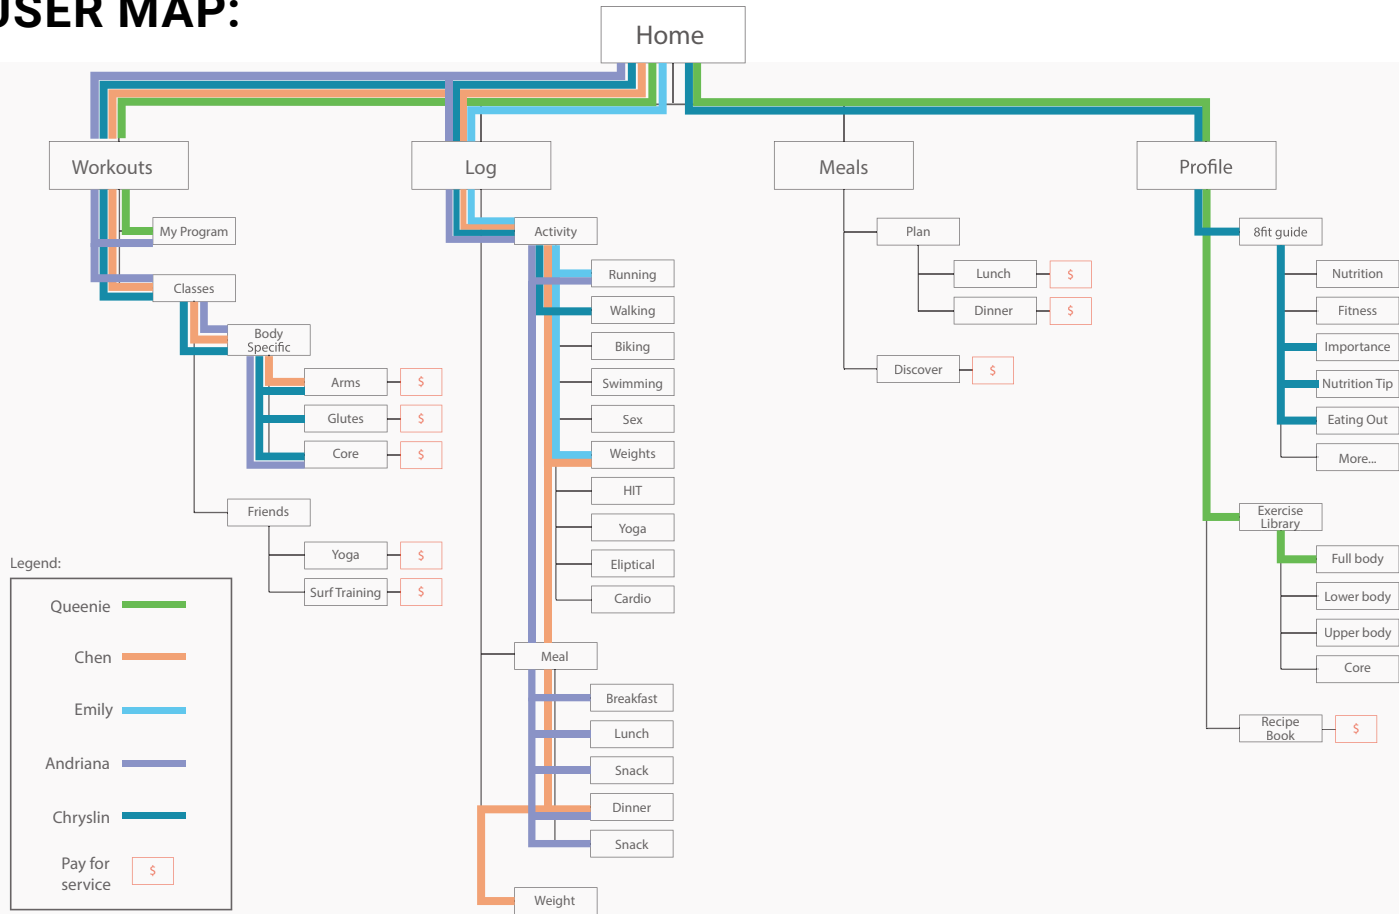 USER MAP:
Home
Workouts
Log
Meals
Profile
My Program
Classes
Body
Specific
Arms
$
Glutes
$
Core
$
Friends
Yoga
$
Surf Training
$
Activity
Running
Walking
Biking
Swimming
Sex
Weights
HIT
Yoga
Eliptical
Cardio
Meal
Breakfast
Lunch
Snack
Dinner
Snack
Weight
Plan
Lunch
$
Dinner
$
Discover
$
8fit guide
Nutrition
Fitness
Importance
Nutrition Tip
Eating Out
More...
Exercise
Library
Full body
Lower body
Upper body
Core
Recipe
Book
$
Legend:
Queenie
Chen
Emily
Andriana
Chryslin
Pay for
service
$